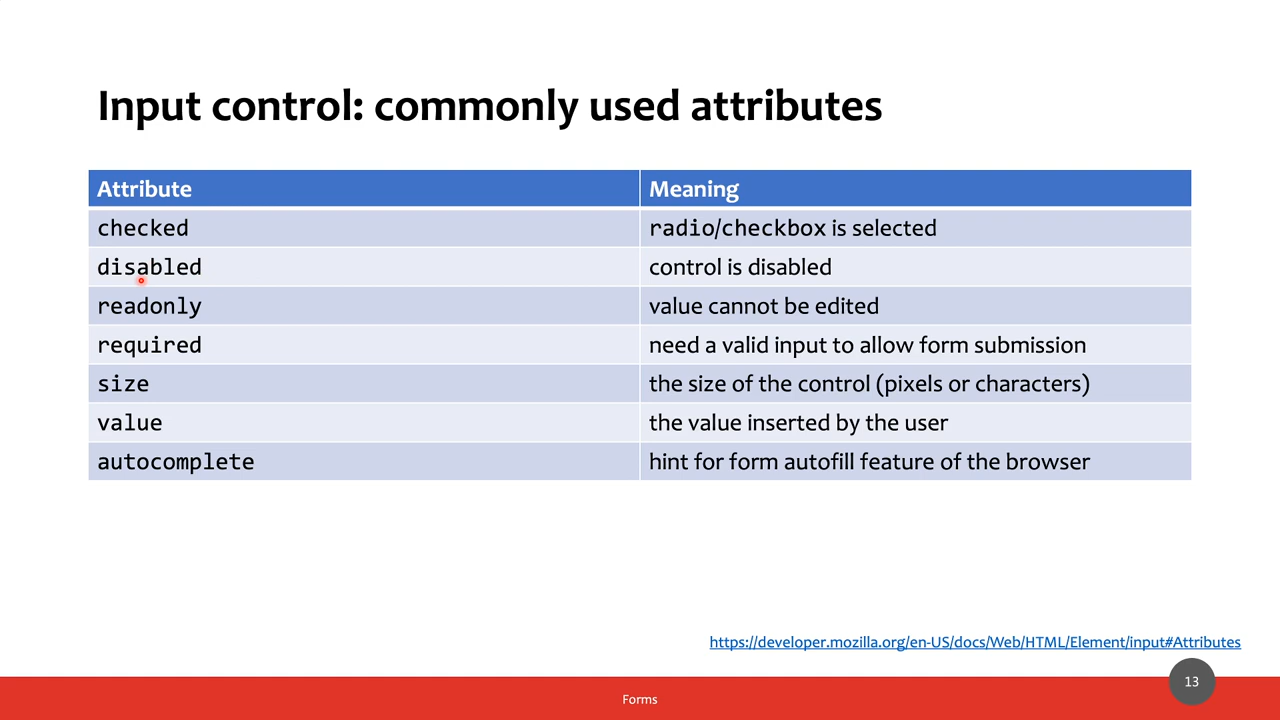 Input control: commonly used attributes
Attribute Meaning
checked radio/checkbox is selected
disabled control is disabled
readonly value cannot be edited
required need a valid input to allow form submission
size the size of the control (pixels or characters)
value the value inserted by the user
autocomplete hint for form autofill feature of the browser
https://developer.mozilla.org/en-US/docs/Web/HTML/Element/input#Attributes
13
Forms